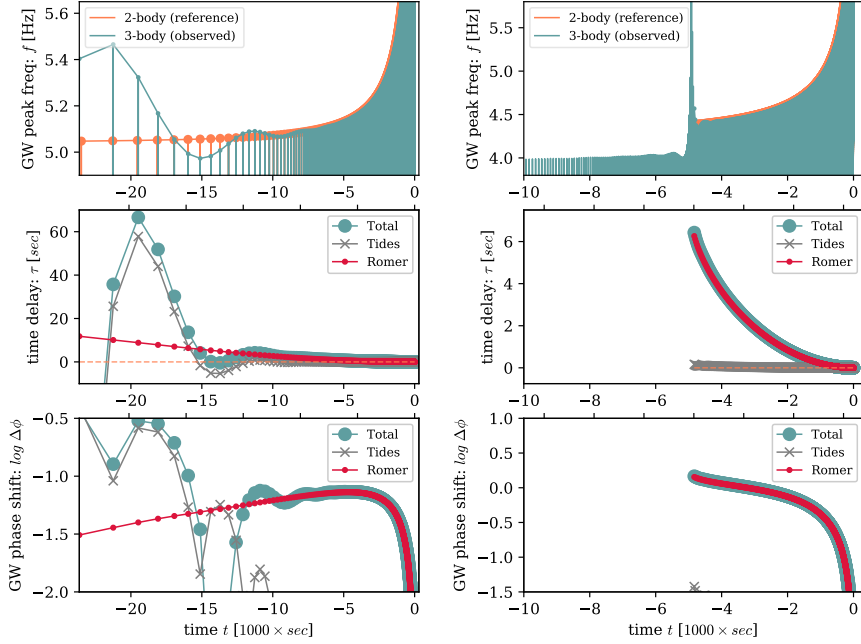 GW peak freq: f [Hz]
5.6
5.4
5.2
5.0
2-body (reference)
3-body (observed)
−20
−15
−10
−5
0
GW peak freq: f [Hz]
5.5
5.0
4.5
4.0
2-body (reference)
3-body (observed)
−10
−8
−6
−4
−2
0
time delay: τ [sec]
60
40
20
0
Total
Tides
Romer
−20
−15
−10
−5
0
time delay: τ [sec]
6
4
2
0
Total
Tides
Romer
−10
−8
−6
−4
−2
0
GW phase shift: log Δϕ
−0.5
−1.0
−1.5
−2.0
Total
Tides
Romer
−20
−15
−10
−5
0
time t [1000 × sec]
GW phase shift: log Δϕ
1.0
0.5
0.0
−0.5
−1.0
−1.5
Total
Tides
Romer
−10
−8
−6
−4
−2
0
time t [1000 × sec]